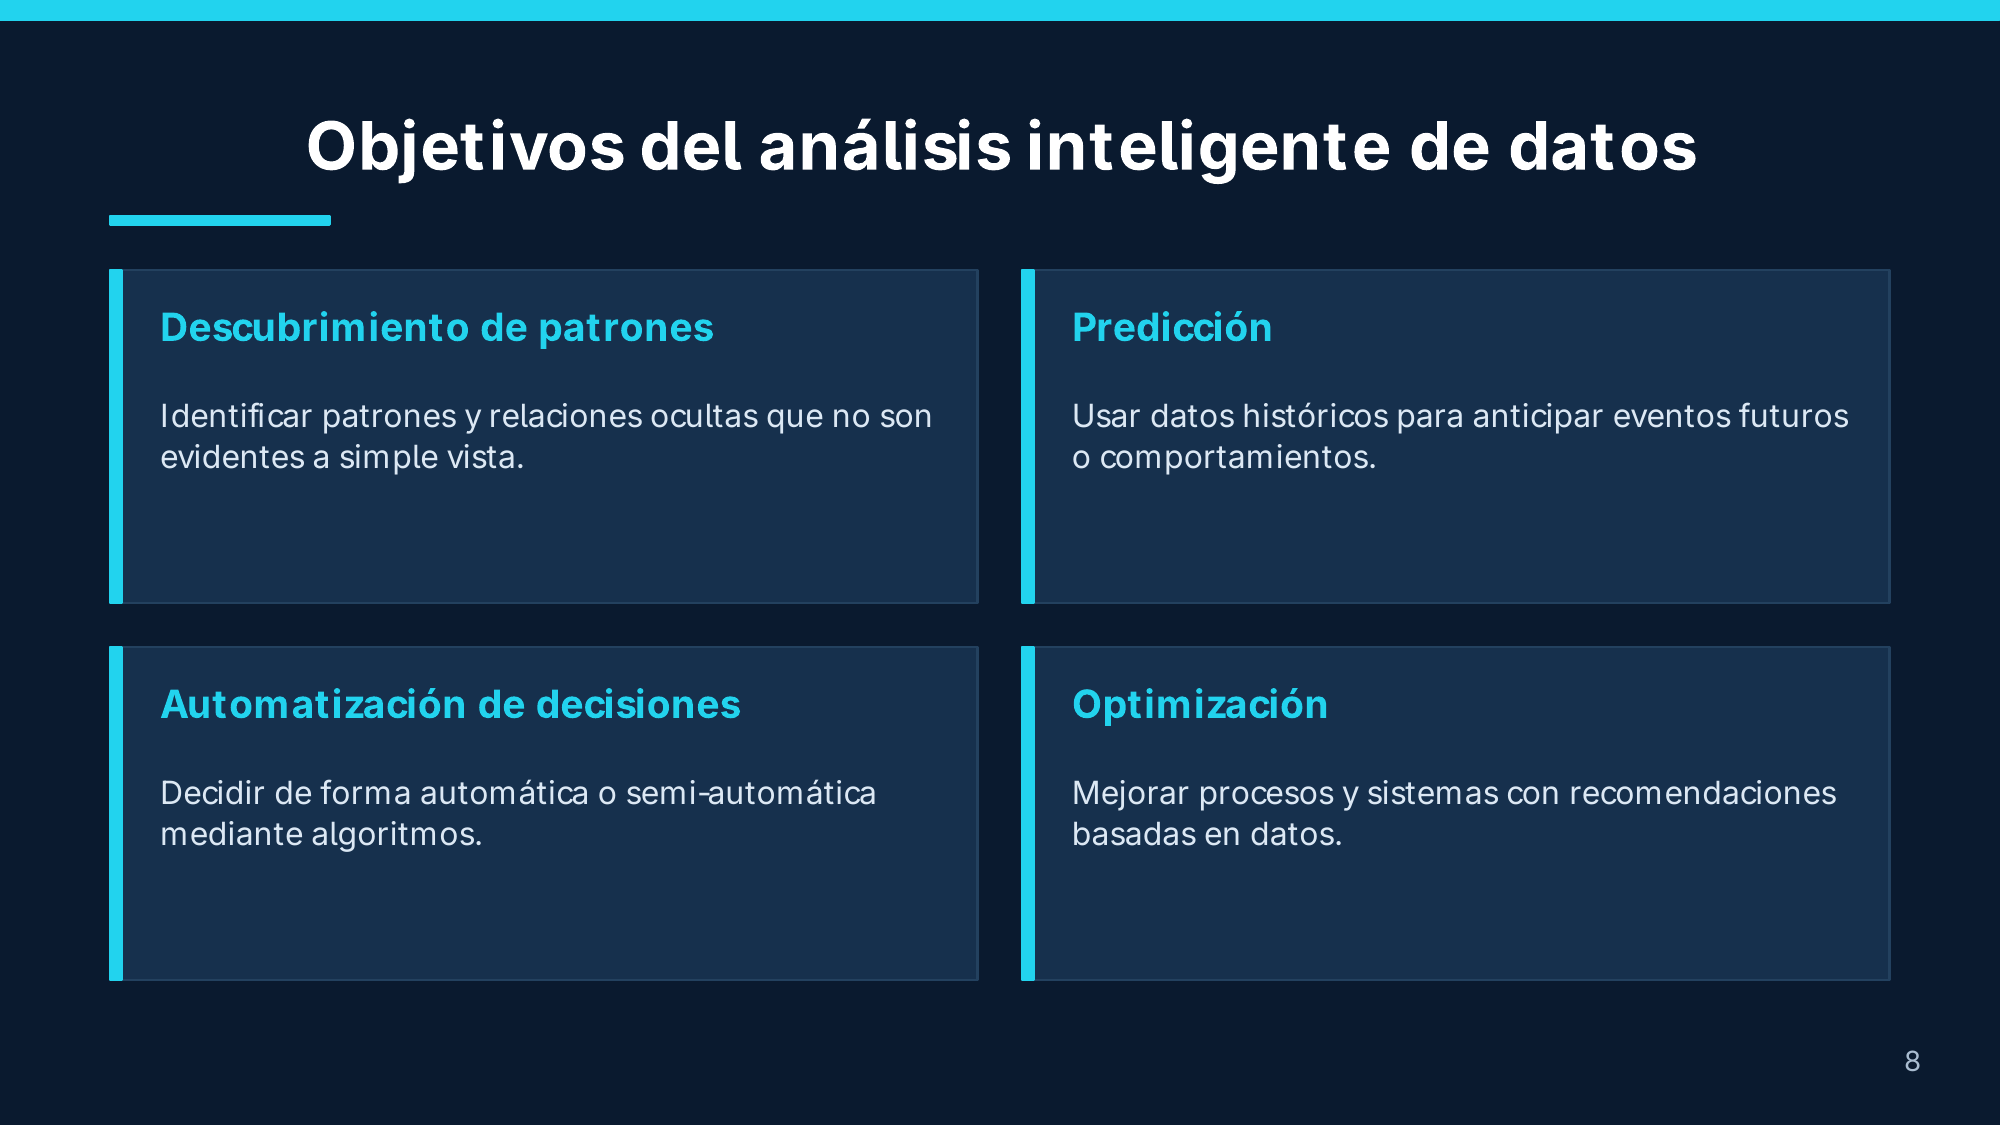 Objetivos del análisis inteligente de datos
Descubrimiento de patrones
Identificar patrones y relaciones ocultas que no son
evidentes a simple vista.
Predicción
Usar datos históricos para anticipar eventos futuros
o comportamientos.
Automatización de decisiones
Decidir de forma automática o semi-automática
mediante algoritmos.
Optimización
Mejorar procesos y sistemas con recomendaciones
basadas en datos.
8